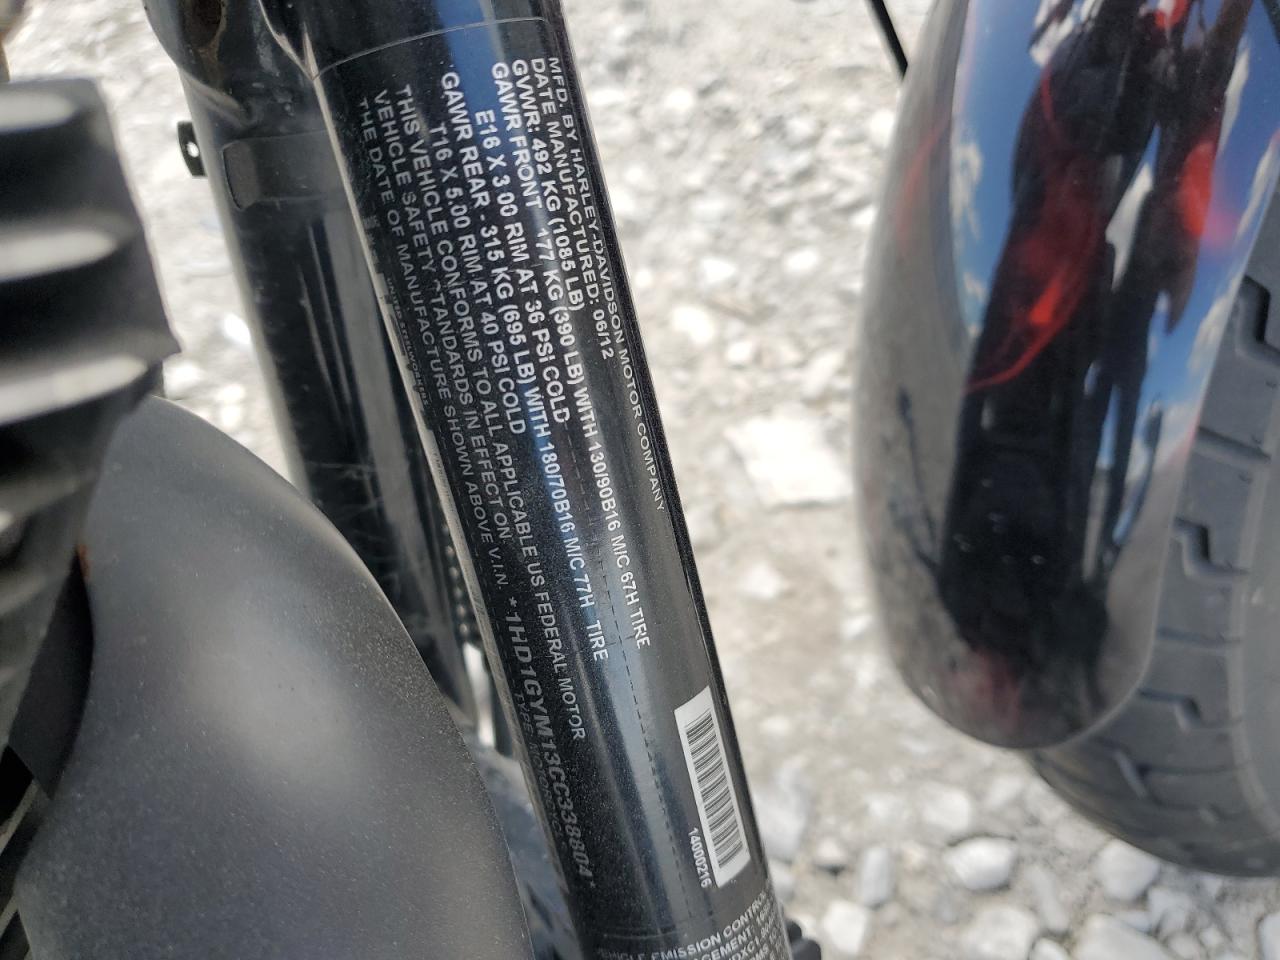 MFD. BY HARLEY-DAVIDSON MOTOR COMPANY
DATE MANUFACTURED: 06/12
GVWR: 492 KG (1085 LB)
GAWR FRONT 177 KG (390 LB) WITH 130/90B16 M/C 67H TIRE
E16 X 3.00 RIM AT 36 PSI COLD
GAWR REAR - 315 KG (695 LB) WITH 180/70B16 M/C 77H TIRE
T16 X 5.00 RIM AT 40 PSI COLD
THIS VEHICLE CONFORMS TO ALL APPLICABLE US FEDERAL MOTOR
VEHICLE SAFETY STANDARDS IN EFFECT ON
THE DATE OF MANUFACTURE SHOWN ABOVE V.I.N *1HD1GYM13CC338804*
TYPE:
14000216
EMISSION CONTROL